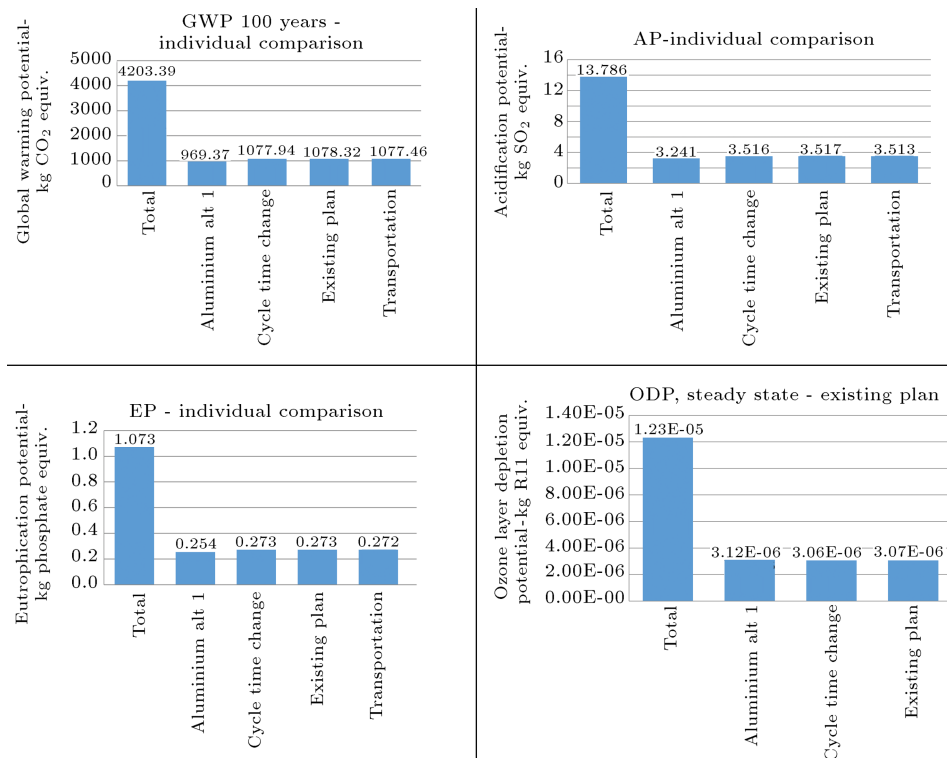 GWP 100 years -
individual comparison
Global warming potential-
kg CO₂ equiv.
5000
4000
3000
2000
1000
0
4203.39
969.37
1077.94
1078.32
1077.46
Total
Aluminium alt 1
Cycle time change
Existing plan
Transportation
AP-individual comparison
Acidification potential-
kg SO₂ equiv.
16
12
8
4
0
13.786
3.241
3.516
3.517
3.513
Total
Aluminium alt 1
Cycle time change
Existing plan
Transportation
EP - individual comparison
Eutrophication potential-
kg phosphate equiv.
1.2
1.0
0.8
0.6
0.4
0.2
0.0
1.073
0.254
0.273
0.273
0.272
Total
Aluminium alt 1
Cycle time change
Existing plan
Transportation
ODP, steady state - existing plan
Ozone layer depletion
potential-kg R11 equiv.
1.40E-05
1.20E-05
1.00E-05
8.00E-06
6.00E-06
4.00E-06
2.00E-06
0.00E-00
1.23E-05
3.12E-06
3.06E-06
3.07E-06
Total
Aluminium alt 1
Cycle time change
Existing plan